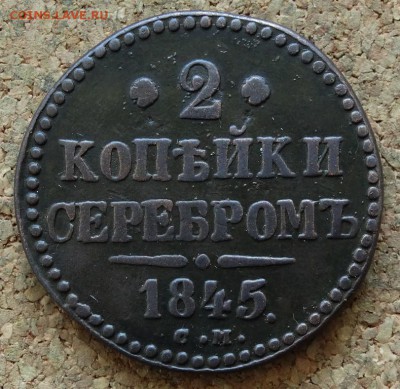 COINS.LAVE.RU
• 2 •
КОПѢЙКИ
СЕРЕБРОМЪ
1845.
С.М.